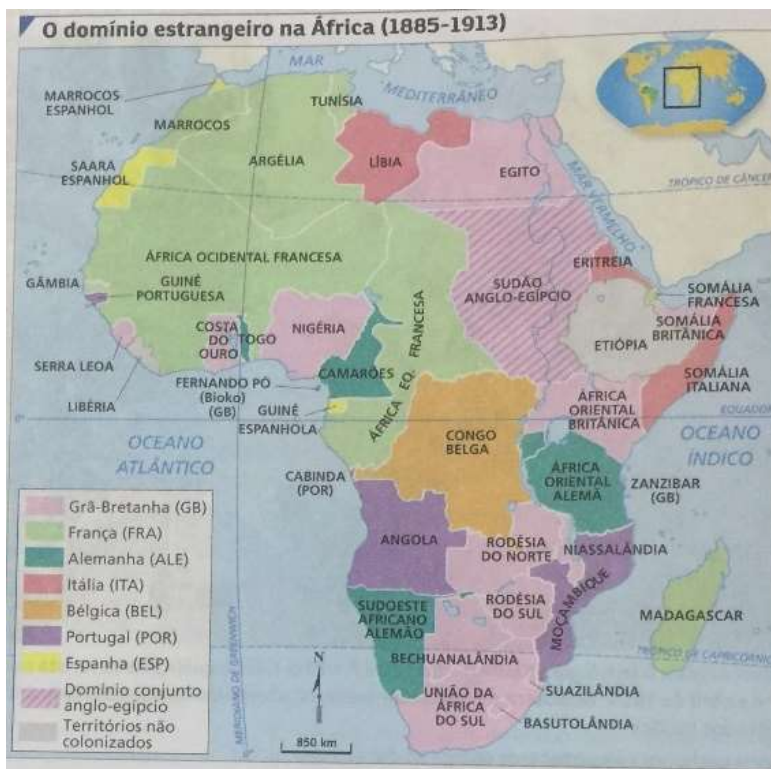 O domínio estrangeiro na África (1885-1913)
MAR
MEDITERRÂNEO
MARROCOS
ESPANHOL
MARROCOS
TUNÍSIA
SAARA
ESPANHOL
ARGÉLIA
LÍBIA
EGITO
MAR VERMELHO
TRÓPICO DE CÂNCER
ÁFRICA OCIDENTAL FRANCESA
GÂMBIA
GUINÉ
PORTUGUESA
SUDÃO
ANGLO-EGÍPCIO
ERITREIA
SOMÁLIA
FRANCESA
SOMÁLIA
BRITÂNICA
COSTA
DO
OURO
TOGO
NIGÉRIA
ETIÓPIA
SERRA LEOA
LIBÉRIA
FERNANDO PÓ
(Bioko)
(GB)
CAMARÕES
ÁFRICA EQ. FRANCESA
SOMÁLIA
ITALIANA
GUINÉ
ESPANHOLA
ÁFRICA
ORIENTAL
BRITÂNICA
EQUADOR
0°
OCEANO
ATLÂNTICO
CONGO
BELGA
OCEANO
ÍNDICO
CABINDA
(POR)
ÁFRICA
ORIENTAL
ALEMÃ
ZANZIBAR
(GB)
ANGOLA
RODÉSIA
DO NORTE
NIASSALÂNDIA
MOÇAMBIQUE
SUDOESTE
AFRICANO
ALEMÃO
RODÉSIA
DO SUL
MADAGASCAR
BECHUANALÂNDIA
TRÓPICO DE CAPRICÓRNIO
UNIÃO DA
ÁFRICA
DO SUL
SUAZILÂNDIA
BASUTOLÂNDIA
MERIDIANO DE GREENWICH
0°
N
850 km
Grã-Bretanha (GB)
França (FRA)
Alemanha (ALE)
Itália (ITA)
Bélgica (BEL)
Portugal (POR)
Espanha (ESP)
Domínio conjunto
anglo-egípcio
Territórios não
colonizados